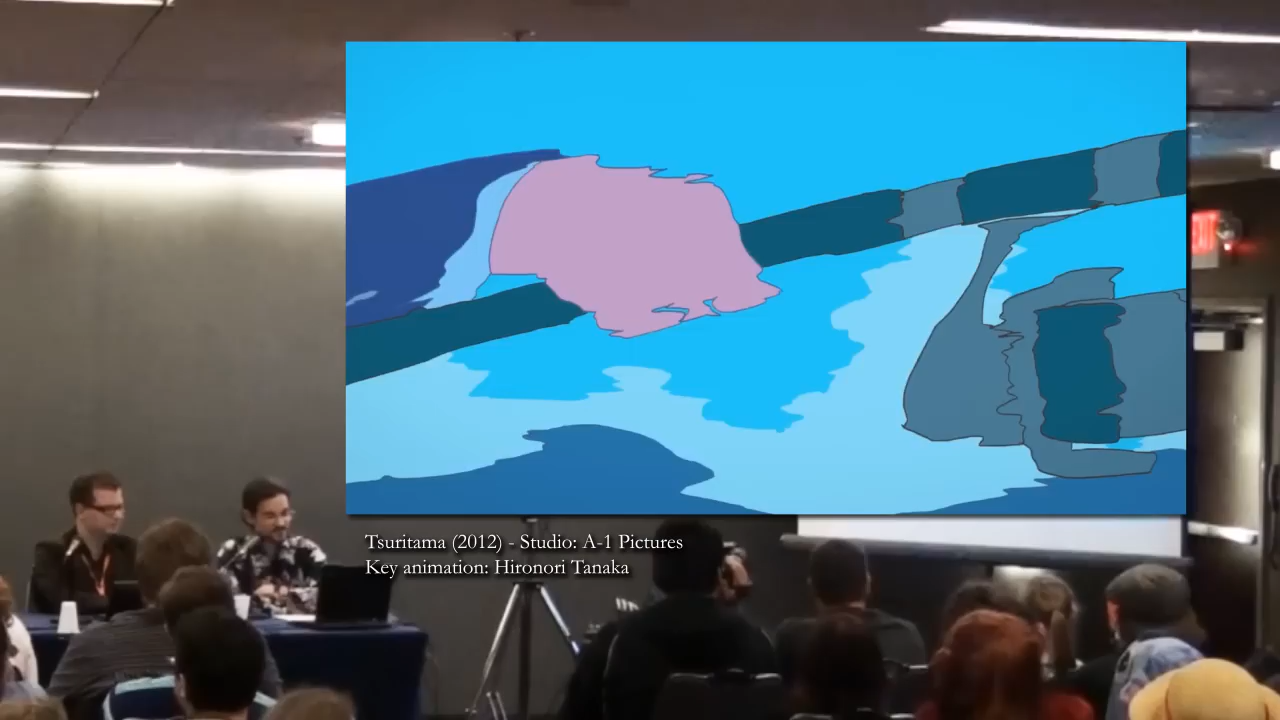 Tsuritama (2012) - Studio: A-1 Pictures
Key animation: Hironori Tanaka